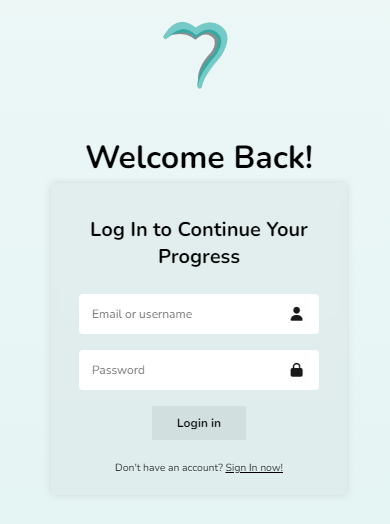 Welcome Back!
Log In to Continue Your
Progress
Email or username
Password
Login in
Don't have an account? Sign In now!